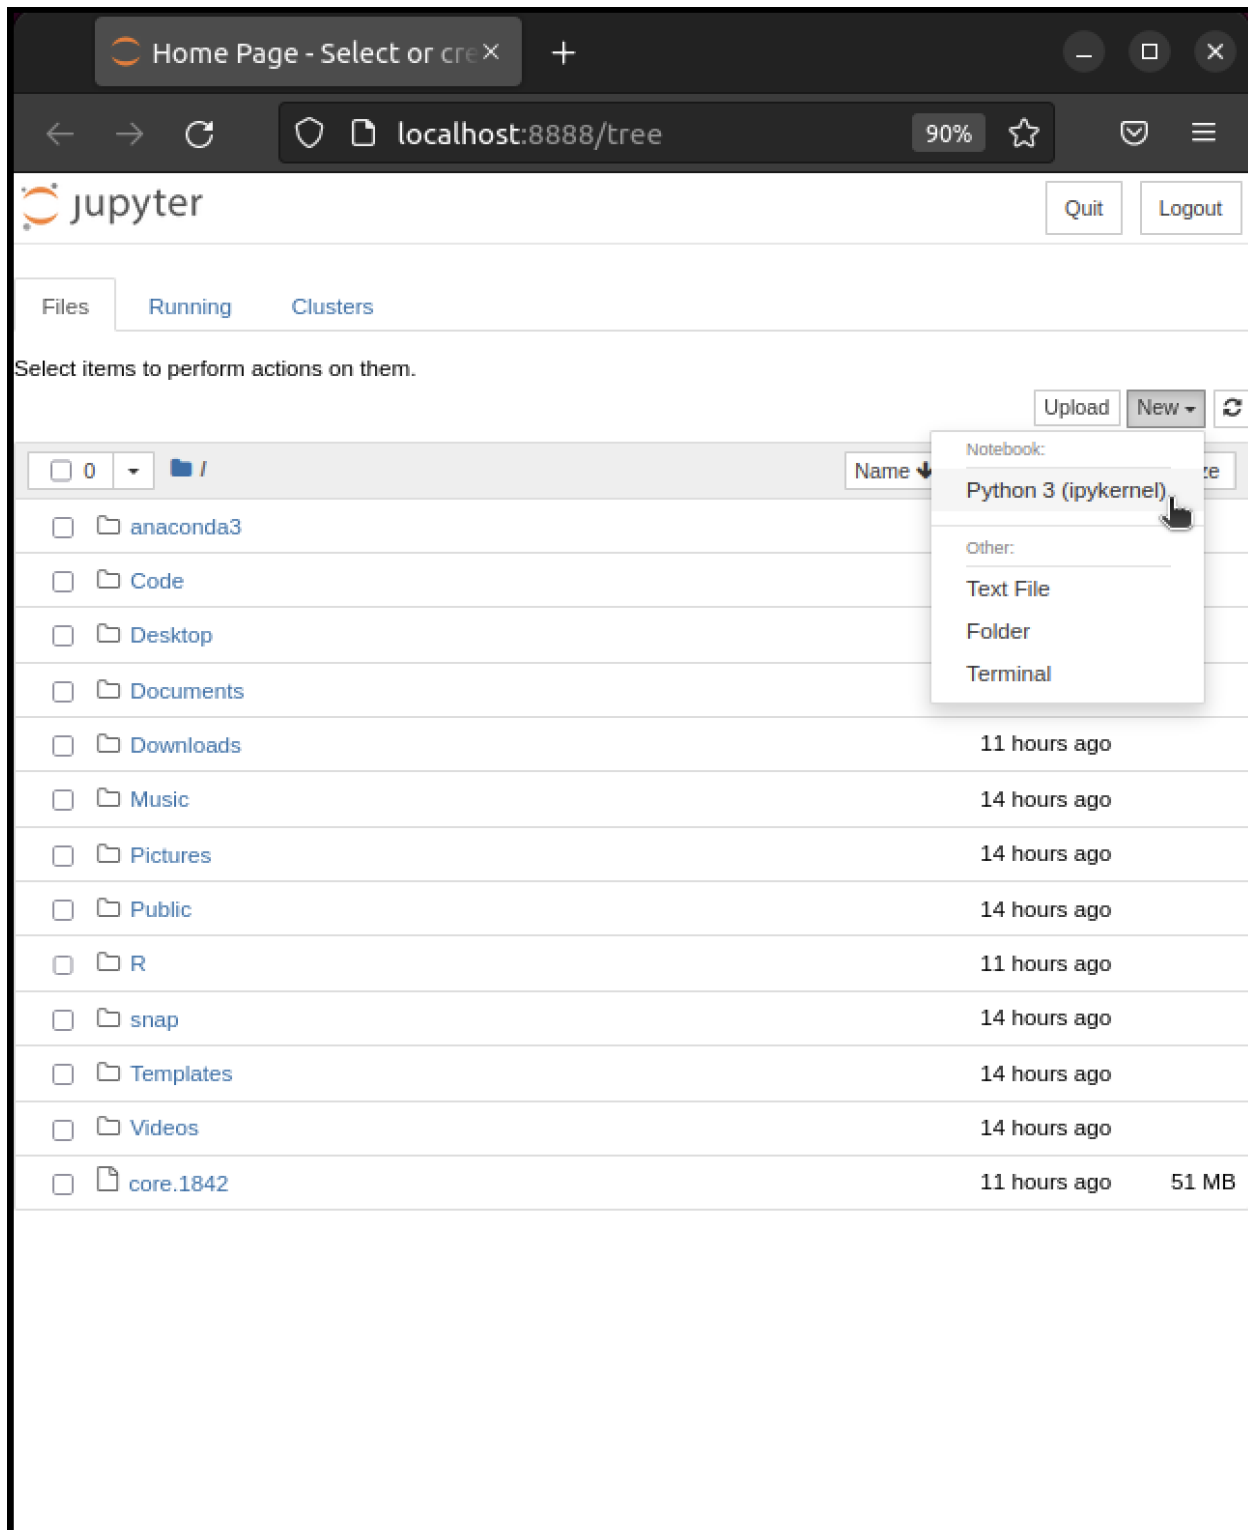 Home Page - Select or cre
localhost:8888/tree 90%
jupyter Quit Logout
Files Running Clusters
Select items to perform actions on them.
Upload New
0 / Name ze
Notebook:
Python 3 (ipykernel)
Other:
Text File
Folder
Terminal
anaconda3
Code
Desktop
Documents
Downloads 11 hours ago
Music 14 hours ago
Pictures 14 hours ago
Public 14 hours ago
R 11 hours ago
snap 14 hours ago
Templates 14 hours ago
Videos 14 hours ago
core.1842 11 hours ago 51 MB